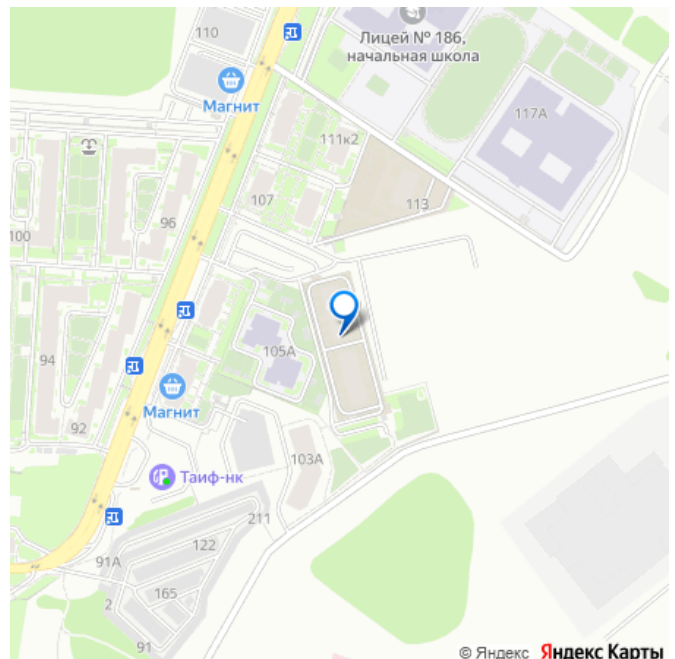 110
Лицей № 186,
начальная школа
Магнит
117А
111к2
107
113
96
100
94
105А
Магнит
92
103А
Таиф-нк
211
122
91А
165
2
91
© Яндекс Яндекс Карты